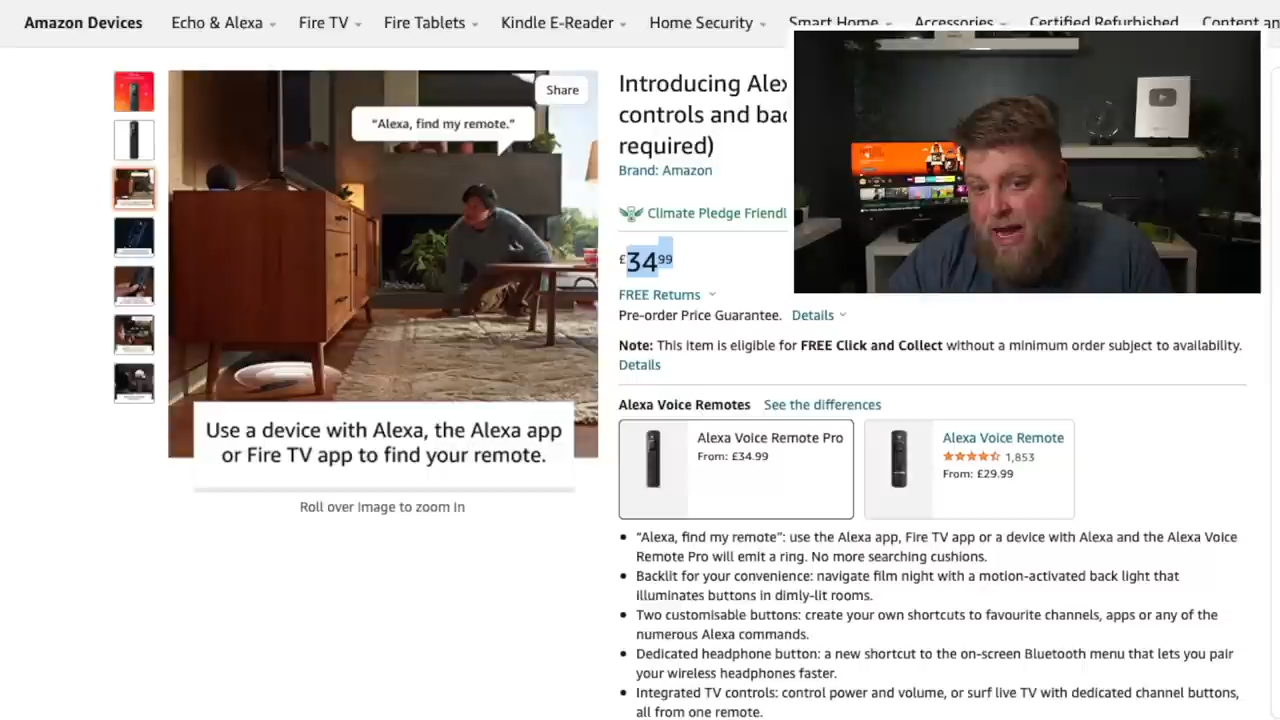 Amazon Devices Echo & Alexa Fire TV Fire Tablets Kindle E-Reader Home Security Smart Home Accessories Certified Refurbished Content an
Share
"Alexa, find my remote."
Use a device with Alexa, the Alexa app
or Fire TV app to find your remote.
Roll over image to zoom in
Introducing Alex
controls and bac
required)
Brand: Amazon
Climate Pledge Friendl
£34.99
FREE Returns
Pre-order Price Guarantee. Details
Note: This item is eligible for FREE Click and Collect without a minimum order subject to availability.
Details
Alexa Voice Remotes See the differences
Alexa Voice Remote Pro
From: £34.99
Alexa Voice Remote
1,853
From: £29.99
• “Alexa, find my remote”: use the Alexa app, Fire TV app or a device with Alexa and the Alexa Voice
Remote Pro will emit a ring. No more searching cushions.
• Backlit for your convenience: navigate film night with a motion-activated back light that
illuminates buttons in dimly-lit rooms.
• Two customisable buttons: create your own shortcuts to favourite channels, apps or any of the
numerous Alexa commands.
• Dedicated headphone button: a new shortcut to the on-screen Bluetooth menu that lets you pair
your wireless headphones faster.
• Integrated TV controls: control power and volume, or surf live TV with dedicated channel buttons,
all from one remote.